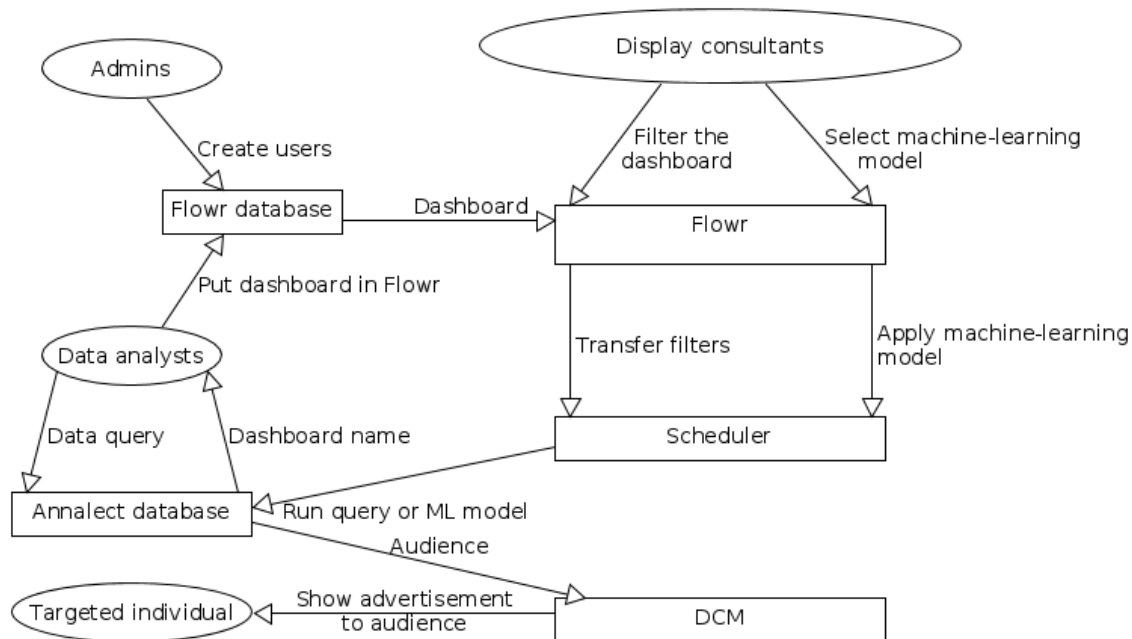 Display consultants
Admins
Filter the
dashboard
Select machine-learning
model
Create users
Flowr database
Dashboard
Flowr
Put dashboard in Flowr
Data analysts
Transfer filters
Apply machine-learning
model
Data query
Dashboard name
Scheduler
Annalect database
Run query or ML model
Audience
Targeted individual
Show advertisement
to audience
DCM